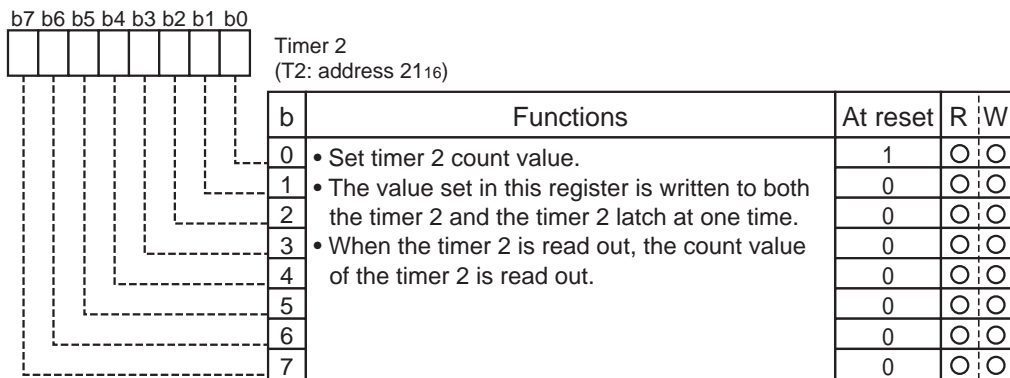 b7 b6 b5 b4 b3 b2 b1 b0
Timer 2
(T2: address 2116)
b Functions At reset R W
0 • Set timer 2 count value. 1 O O
1 • The value set in this register is written to both 0 O O
2 the timer 2 and the timer 2 latch at one time. 0 O O
3 • When the timer 2 is read out, the count value 0 O O
4 of the timer 2 is read out. 0 O O
5 0 O O
6 0 O O
7 0 O O